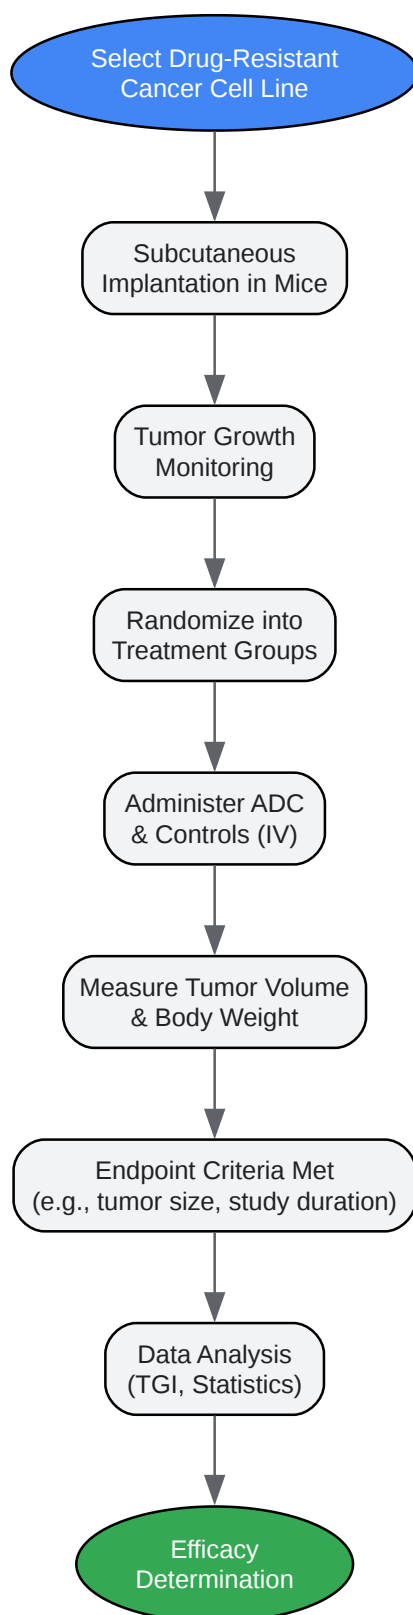 Select Drug-Resistant
Cancer Cell Line
Subcutaneous
Implantation in Mice
Tumor Growth
Monitoring
Randomize into
Treatment Groups
Administer ADC
& Controls (IV)
Measure Tumor Volume
& Body Weight
Endpoint Criteria Met
(e.g., tumor size, study duration)
Data Analysis
(TGI, Statistics)
Efficacy
Determination